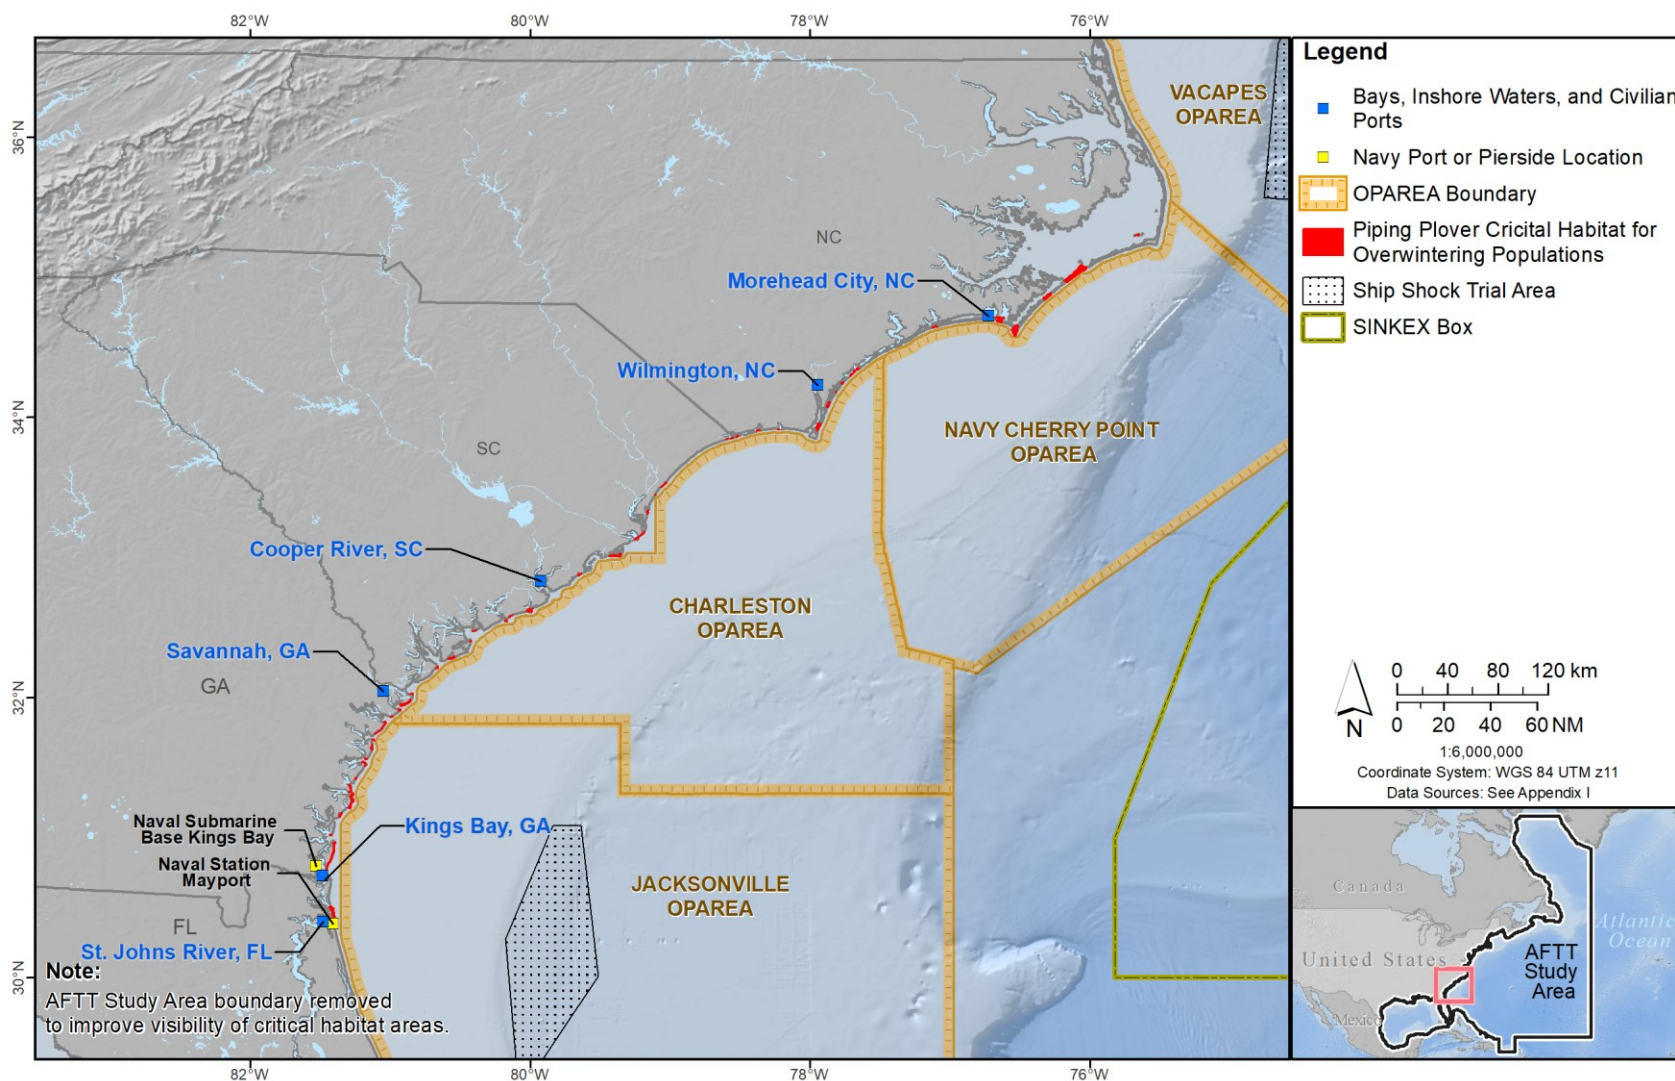 82°W
80°W
78°W
76°W
36°N
34°N
32°N
30°N
VACAPES
OPAREA
NC
Morehead City, NC
Wilmington, NC
NAVY CHERRY POINT
OPAREA
SC
Cooper River, SC
CHARLESTON
OPAREA
Savannah, GA
GA
Naval Submarine
Base Kings Bay
Kings Bay, GA
Naval Station
Mayport
JACKSONVILLE
OPAREA
FL
St. Johns River, FL
Note:
AFTT Study Area boundary removed
to improve visibility of critical habitat areas.
82°W
80°W
78°W
76°W
Legend
Bays, Inshore Waters, and Civilian
Ports
Navy Port or Pierside Location
OPAREA Boundary
Piping Plover Cricital Habitat for
Overwintering Populations
Ship Shock Trial Area
SINKEX Box
N
0 40 80 120 km
0 20 40 60 NM
1:6,000,000
Coordinate System: WGS 84 UTM z11
Data Sources: See Appendix I
Canada
United States
Mexico
Atlantic
Ocean
AFTT
Study
Area